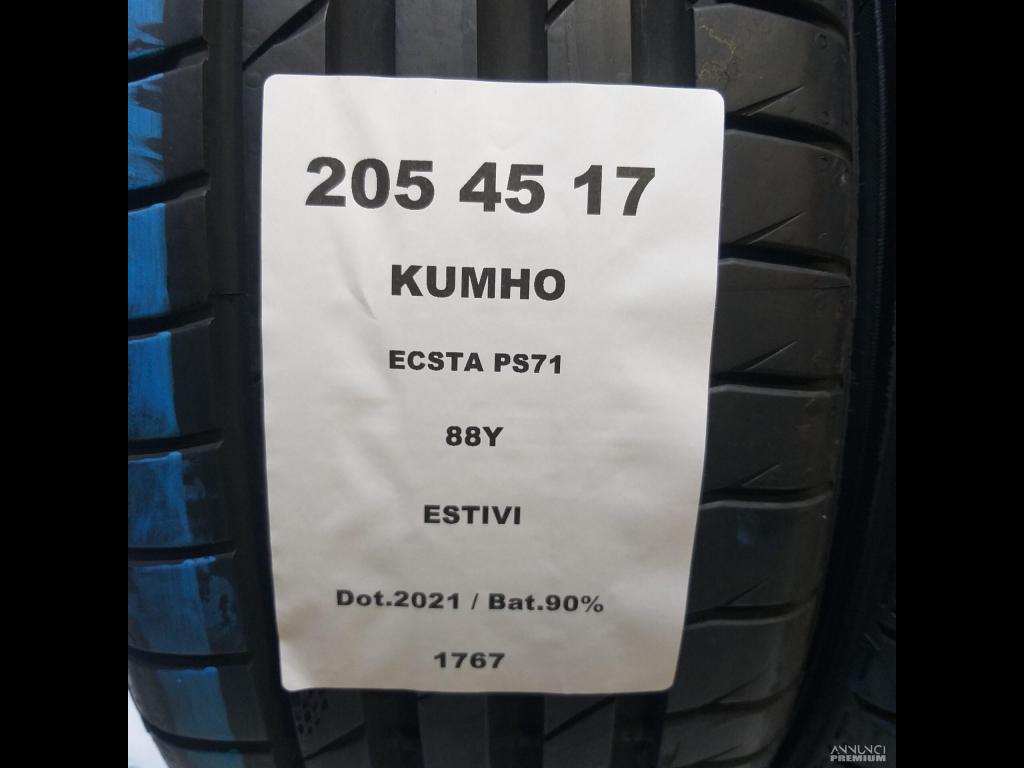 205 45 17
KUMHO
ECSTA PS71
88Y
ESTIVI
Dot.2021 / Bat.90%
1767
ANNUNCI
PREMIUM